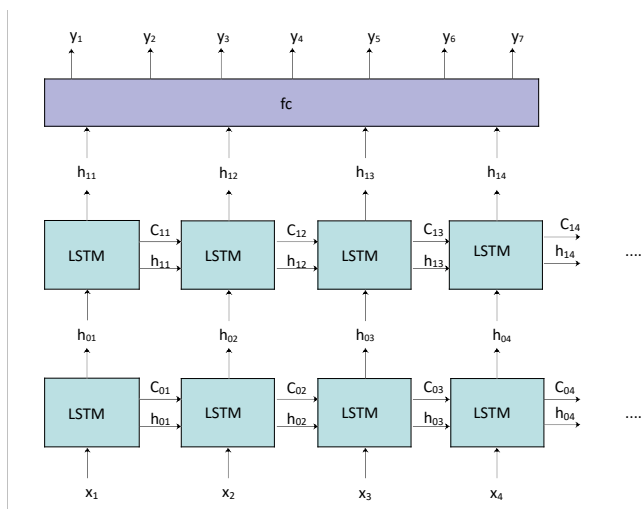 y₁ y₂ y₃ y₄ y₅ y₆ y₇
fc
h₁₁ h₁₂ h₁₃ h₁₄
C₁₁ C₁₂ C₁₃ C₁₄
LSTM LSTM LSTM LSTM ....
h₁₁ h₁₂ h₁₃ h₁₄
h₀₁ h₀₂ h₀₃ h₀₄
C₀₁ C₀₂ C₀₃ C₀₄
LSTM LSTM LSTM LSTM ....
h₀₁ h₀₂ h₀₃ h₀₄
x₁ x₂ x₃ x₄